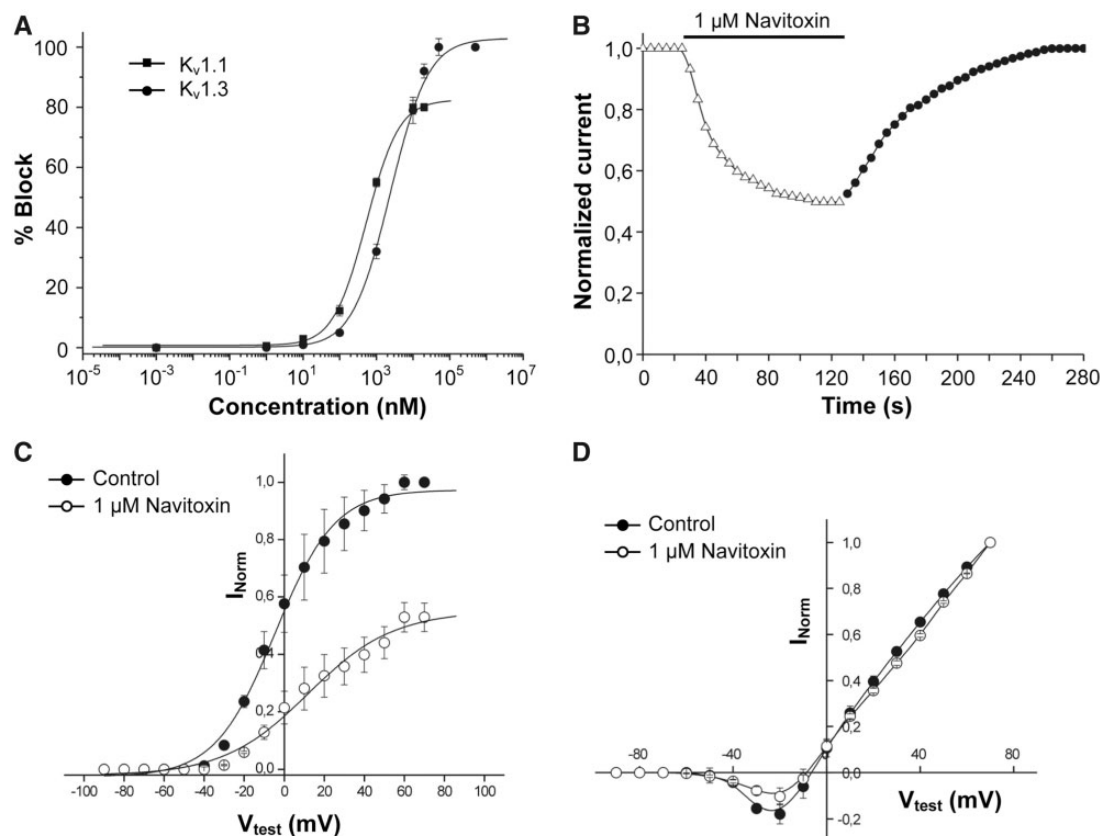 A
% Block
100
80
60
40
20
0
Kv1.1
Kv1.3
10-5 10-3 10-1 101 103 105 107
Concentration (nM)
B
1 µM Navitoxin
Normalized current
1,0
0,8
0,6
0,4
0,2
0,0
0 40 80 120 160 200 240 280
Time (s)
C
Control
1 µM Navitoxin
INorm
1,0
0,8
0,6
0,2
0,0
-100 -80 -60 -40 -20 0 20 40 60 80 100
Vtest (mV)
D
Control
1 µM Navitoxin
INorm
1,0
0,8
0,6
0,4
0,2
-80 -40 40 80
0,0
-0,2
Vtest (mV)